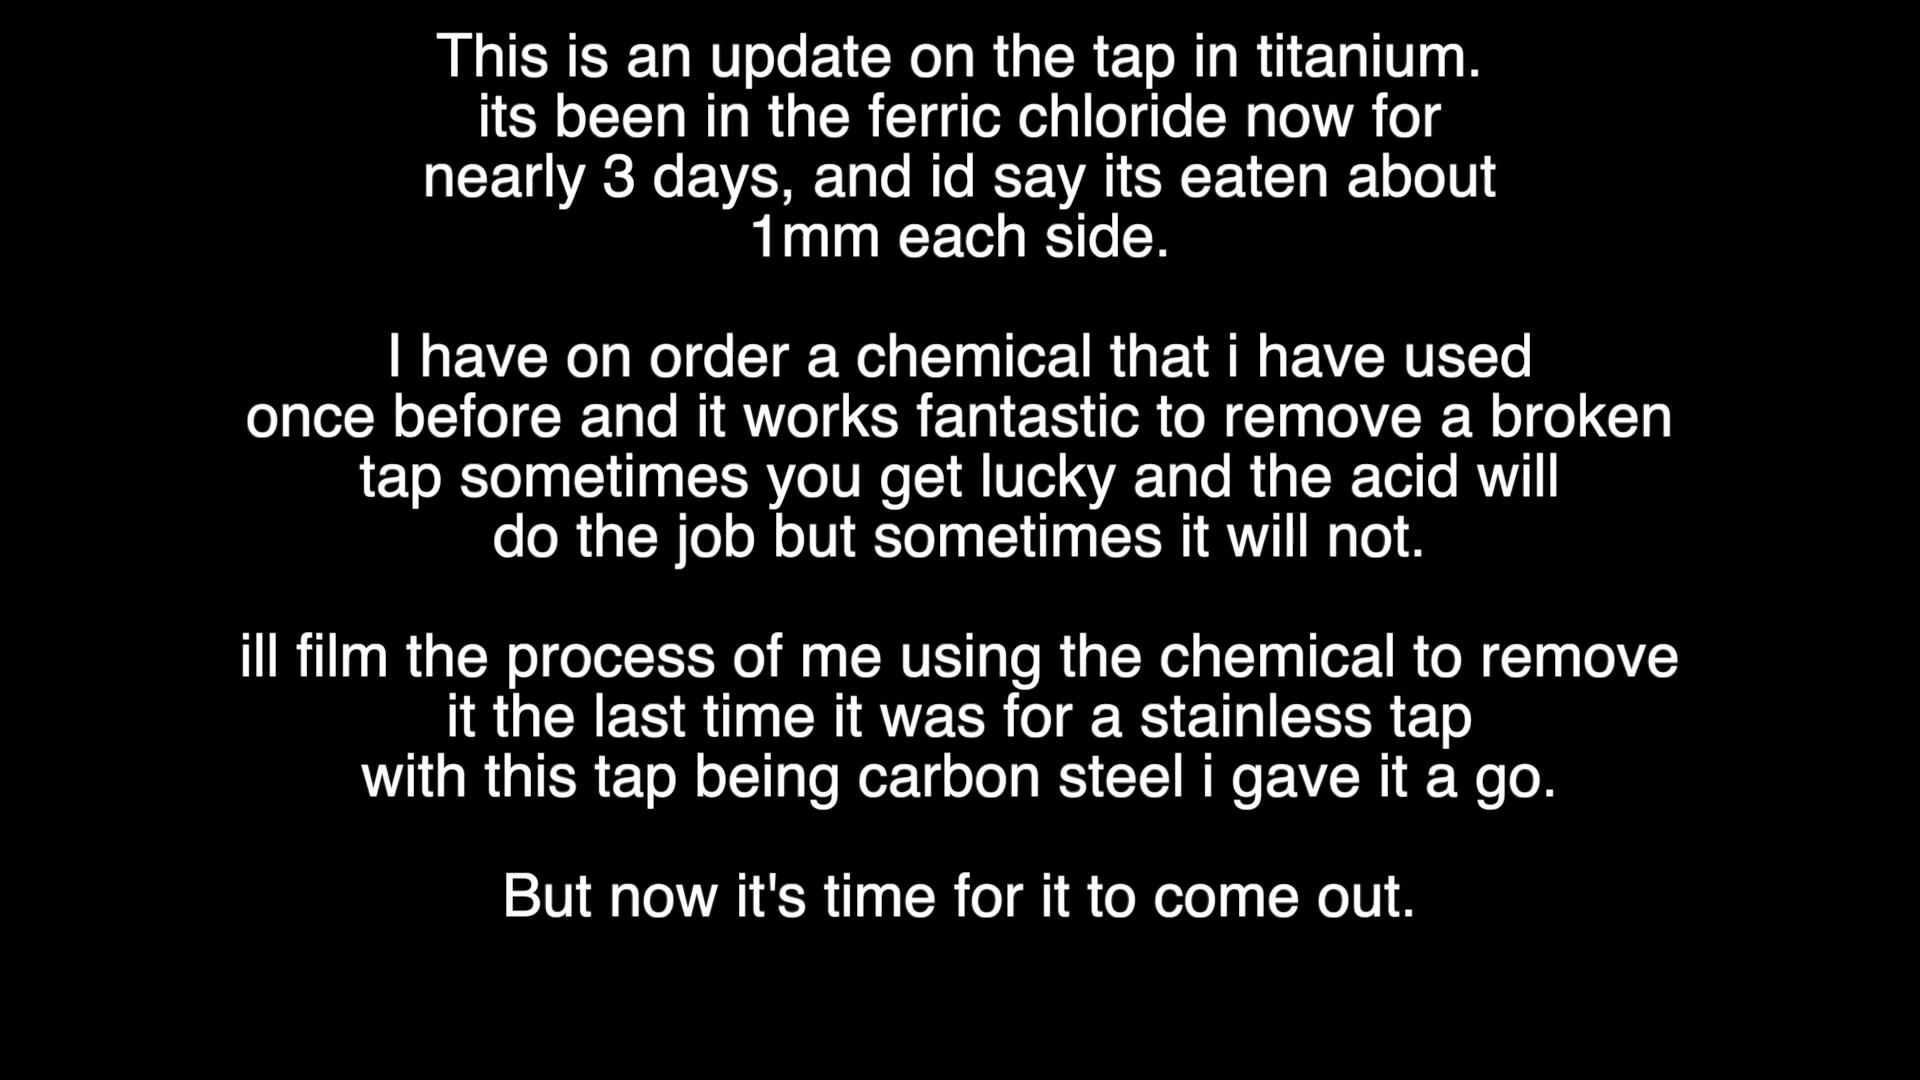 This is an update on the tap in titanium.
its been in the ferric chloride now for
nearly 3 days, and id say its eaten about
1mm each side.
I have on order a chemical that i have used
once before and it works fantastic to remove a broken
tap sometimes you get lucky and the acid will
do the job but sometimes it will not.
ill film the process of me using the chemical to remove
it the last time it was for a stainless tap
with this tap being carbon steel i gave it a go.
But now it's time for it to come out.